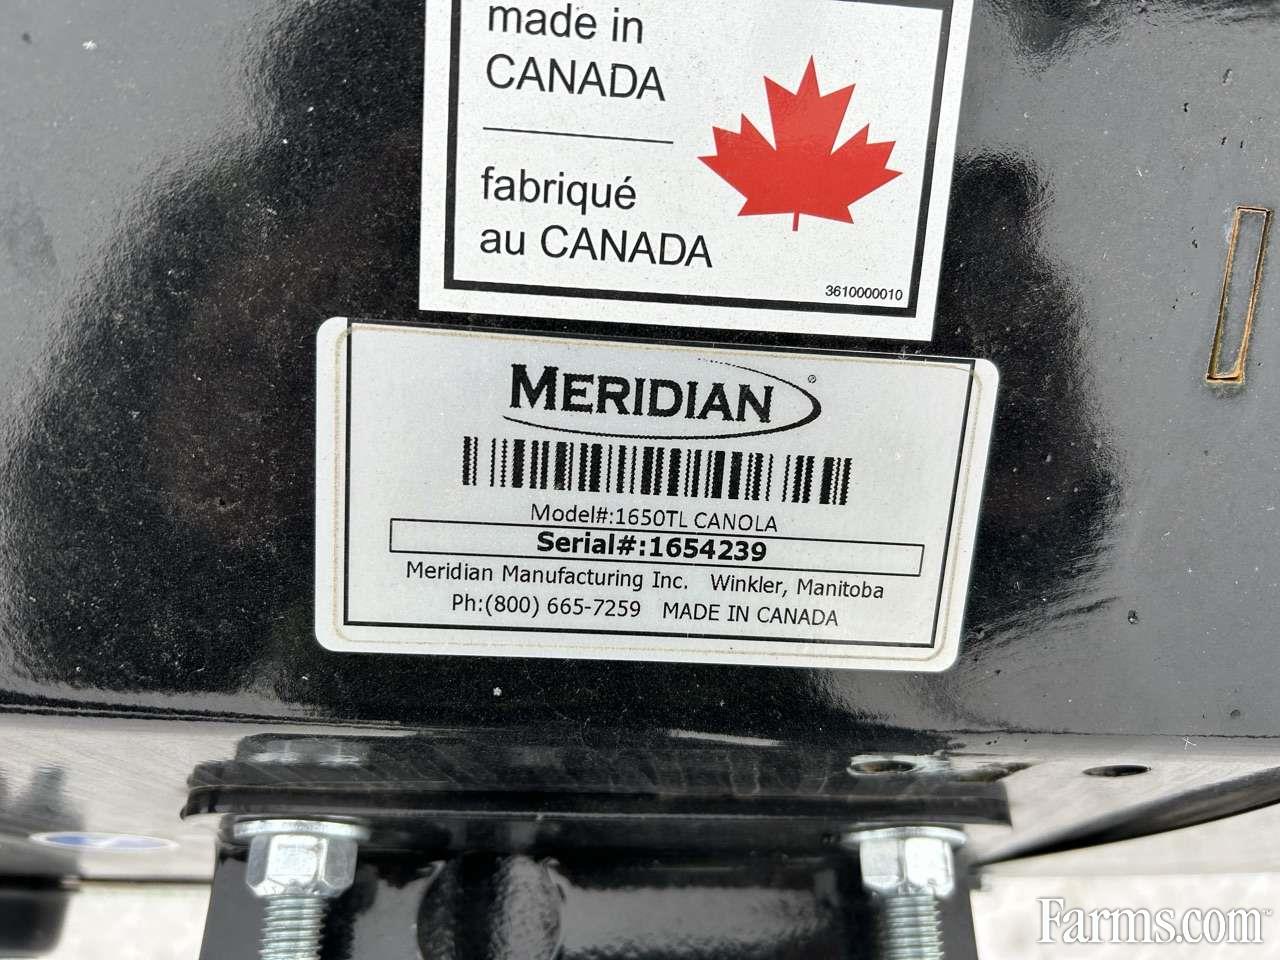 made in
CANADA
fabriqué
au CANADA
3610000010
MERIDIAN®
Model#:1650TL CANOLA
Serial#:1654239
Meridian Manufacturing Inc. Winkler, Manitoba
Ph:(800) 665-7259 MADE IN CANADA
Farms.com™